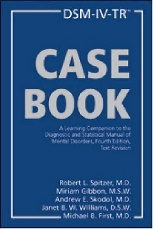 DSM-IV-TR™
CASE
BOOK
A Learning Companion to the
Diagnostic and Statistical Manual of
Mental Disorders, Fourth Edition,
Text Revision
Robert L. Spitzer, M.D.
Miriam Gibbon, M.S.W.
Andrew E. Skodol, M.D.
Janet B. W. Williams, D.S.W.
Michael B. First, M.D.